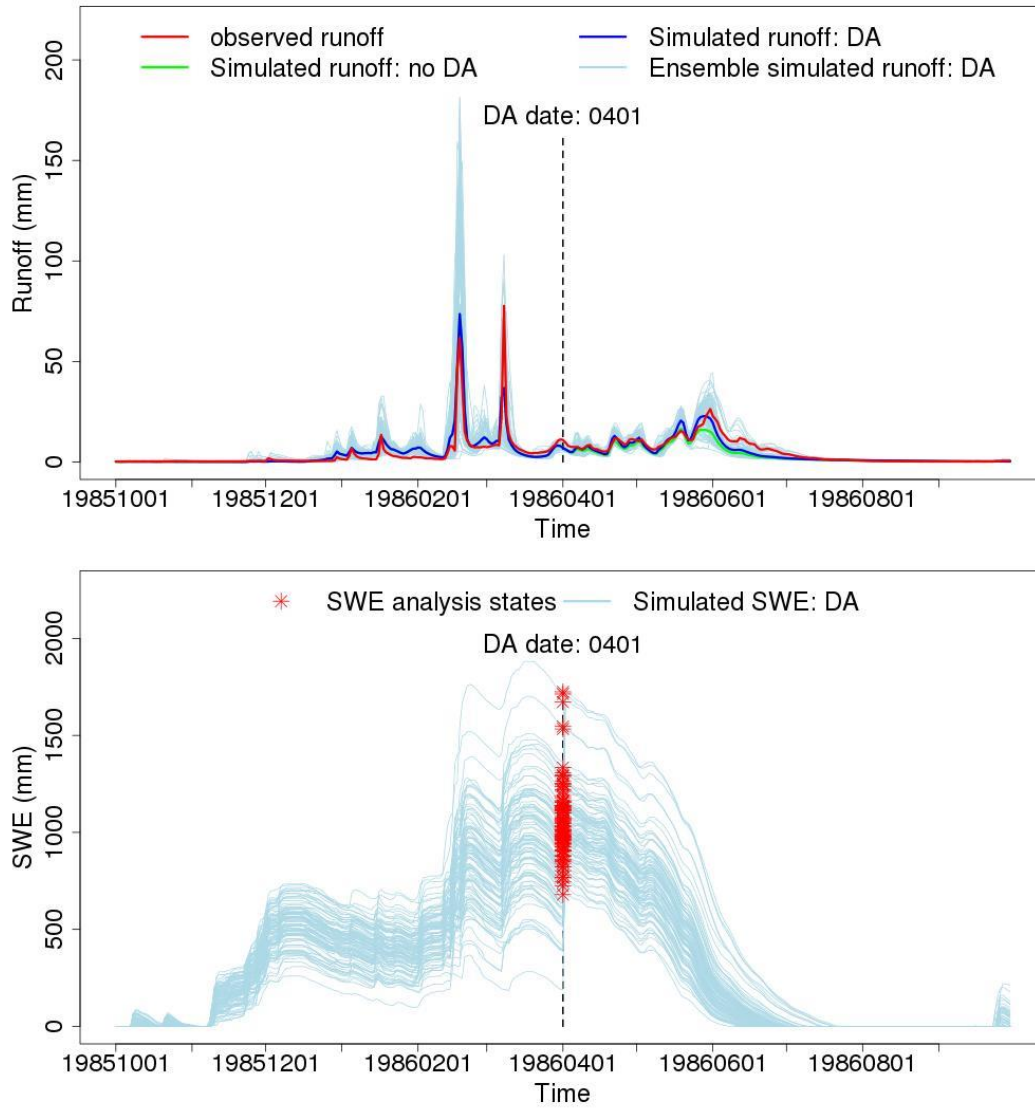 observed runoff
Simulated runoff: DA
Simulated runoff: no DA
Ensemble simulated runoff: DA
DA date: 0401
Runoff (mm)
200
150
100
50
0
19851001 19851201 19860201 19860401 19860601 19860801
Time
SWE analysis states
Simulated SWE: DA
DA date: 0401
SWE (mm)
2000
1500
1000
500
0
19851001 19851201 19860201 19860401 19860601 19860801
Time